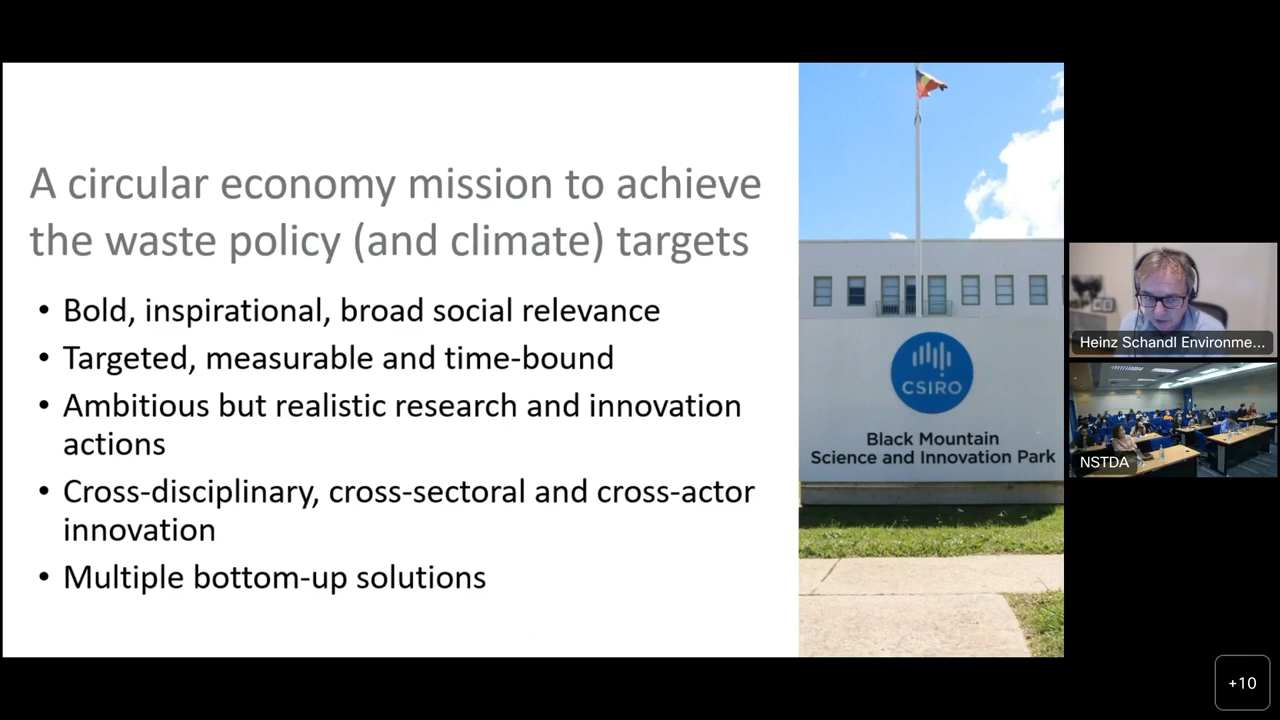 A circular economy mission to achieve
the waste policy (and climate) targets
• Bold, inspirational, broad social relevance
• Targeted, measurable and time-bound
• Ambitious but realistic research and innovation
actions
• Cross-disciplinary, cross-sectoral and cross-actor
innovation
• Multiple bottom-up solutions
CSIRO
Black Mountain
Science and Innovation Park
Heinz Schandl Environme...
NSTDA
+10